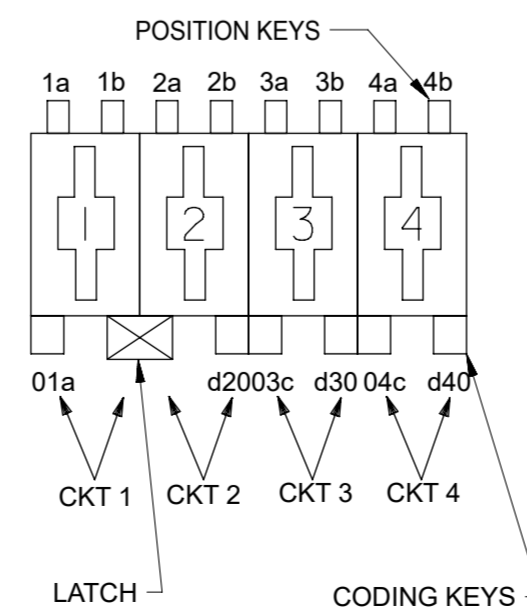 POSITION KEYS
1a 1b 2a 2b 3a 3b 4a 4b
1 2 3 4
01a d2003c d30 04c d40
CKT 1 CKT 2 CKT 3 CKT 4
LATCH CODING KEYS